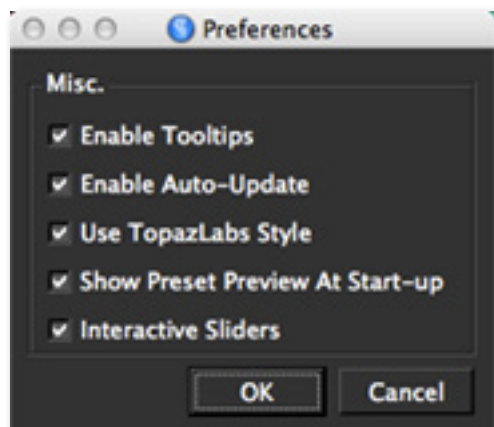 Preferences
Misc.
Enable Tooltips
Enable Auto-Update
Use TopazLabs Style
Show Preset Preview At Start-up
Interactive Sliders
OK Cancel